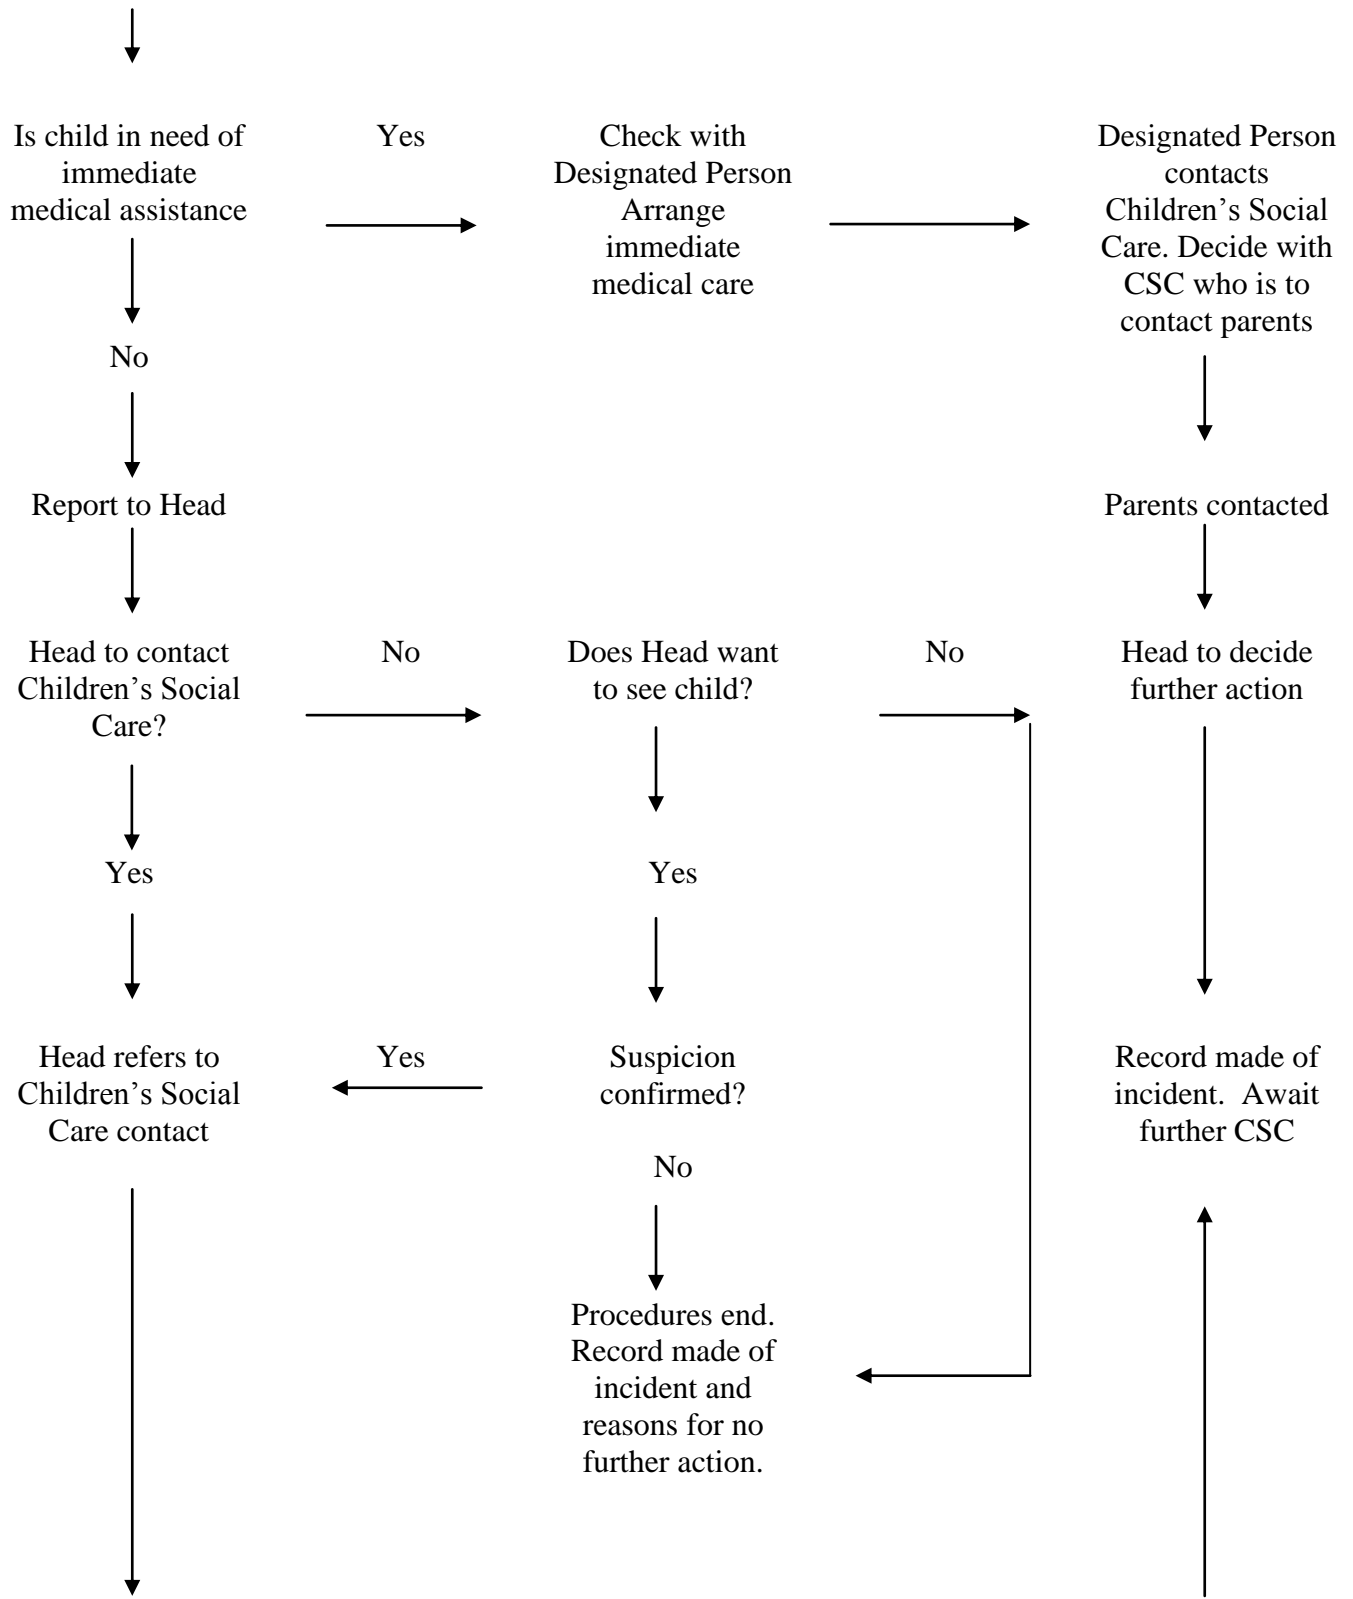 Is child in need of
immediate
medical assistance
Yes
Check with
Designated Person
Arrange
immediate
medical care
Designated Person
contacts
Children’s Social
Care. Decide with
CSC who is to
contact parents
No
Report to Head
Parents contacted
Head to contact
Children’s Social
Care?
No
Does Head want
to see child?
No
Head to decide
further action
Yes
Yes
Head refers to
Children’s Social
Care contact
Yes
Suspicion
confirmed?
Record made of
incident.  Await
further CSC
No
Procedures end.
Record made of
incident and
reasons for no
further action.